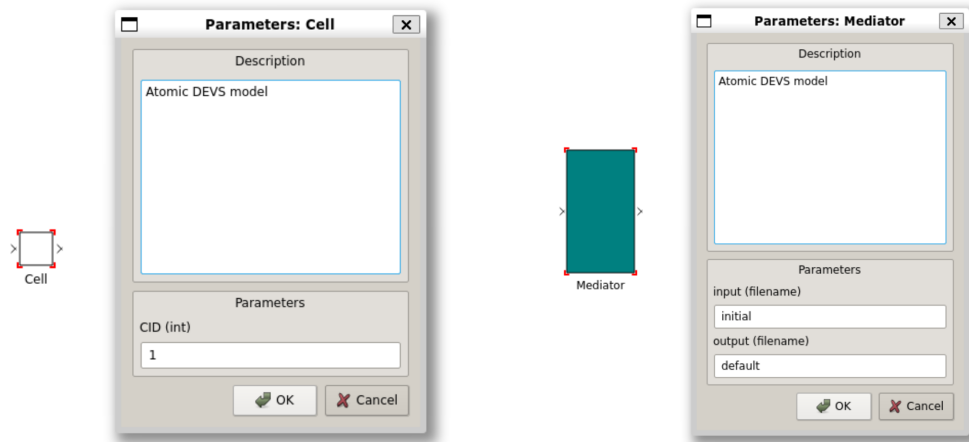 Parameters: Cell
Description
Atomic DEVS model
Parameters
CID (int)
1
OK
Cancel
Cell
Parameters: Mediator
Description
Atomic DEVS model
Parameters
input (filename)
initial
output (filename)
default
OK
Cancel
Mediator